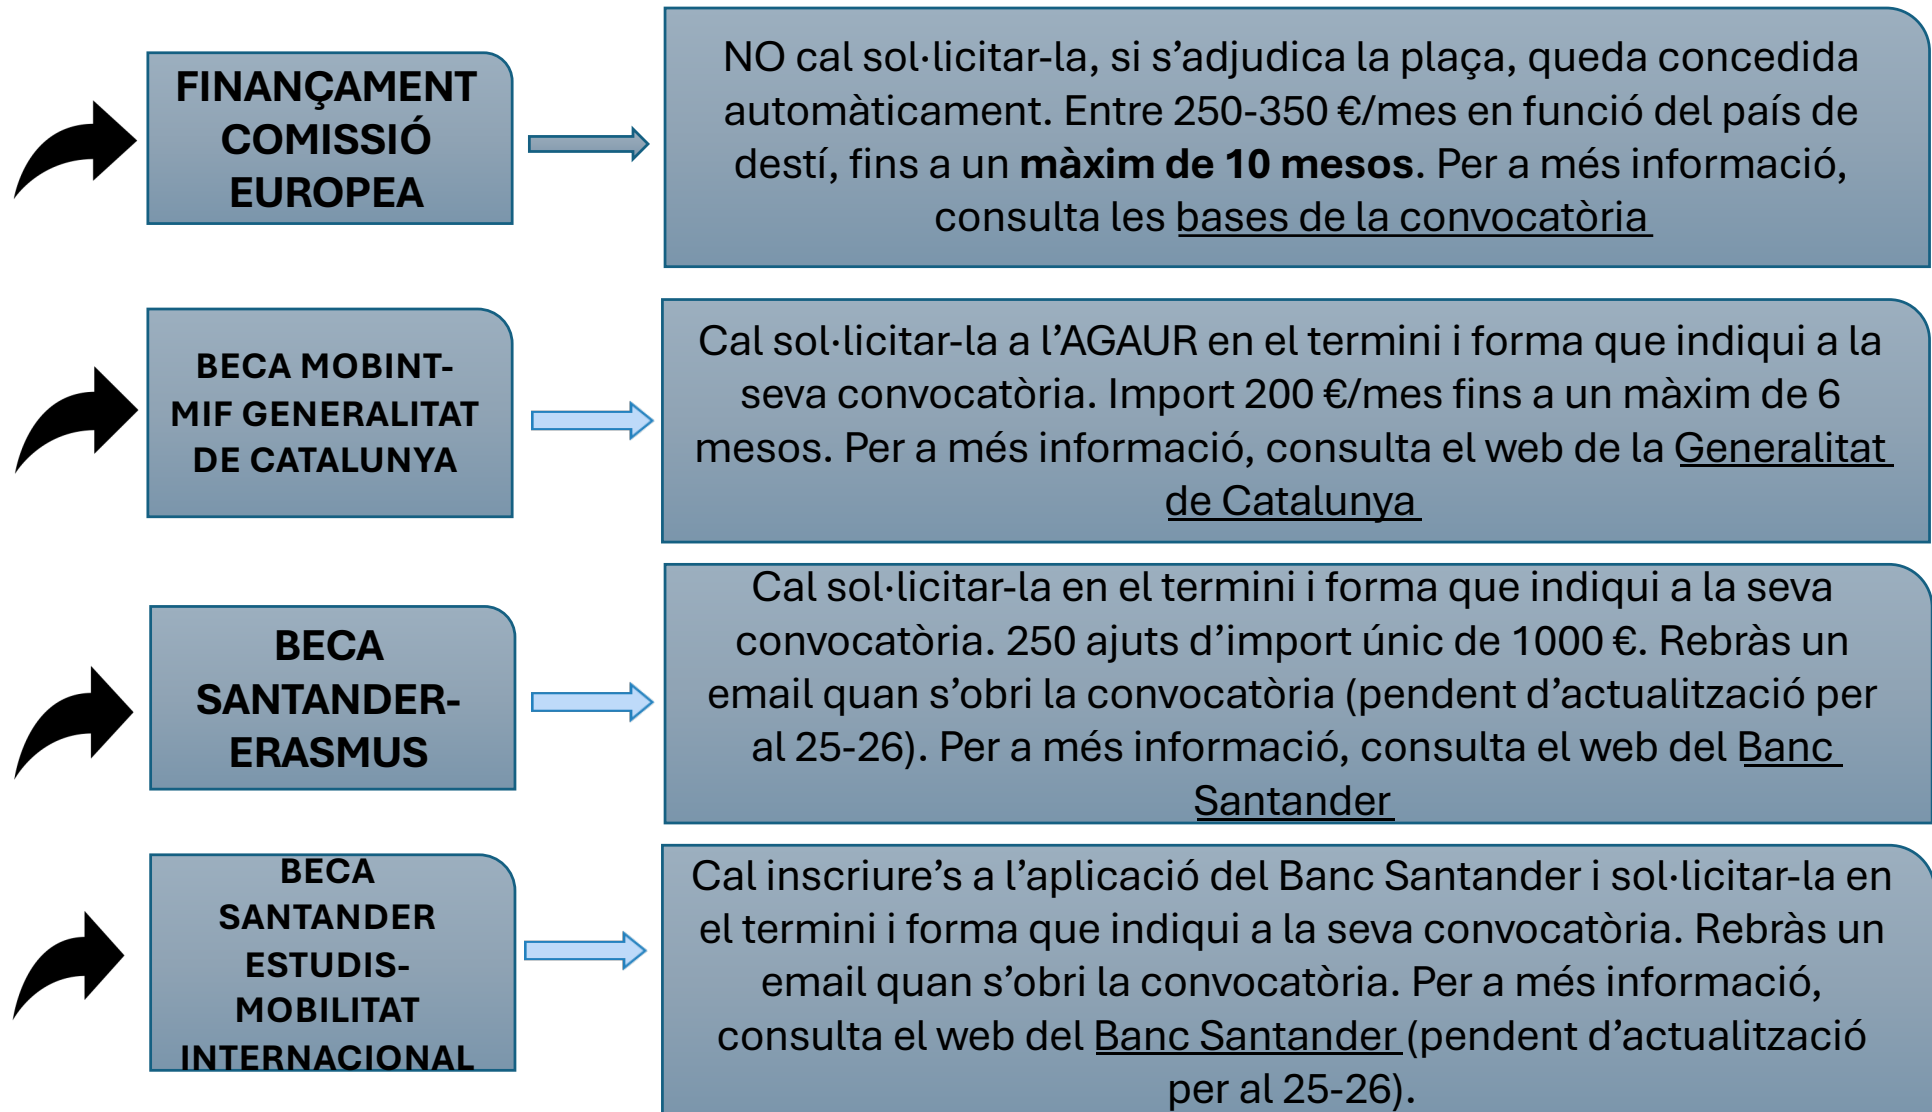 FINANÇAMENT
COMISSIÓ
EUROPEA
NO cal sol·licitar-la, si s’adjudica la plaça, queda concedida
automàticament. Entre 250-350 €/mes en funció del país de
destí, fins a un màxim de 10 mesos. Per a més informació,
consulta les bases de la convocatòria
BECA MOBINT-
MIF GENERALITAT
DE CATALUNYA
Cal sol·licitar-la a l’AGAUR en el termini i forma que indiqui a la
seva convocatòria. Import 200 €/mes fins a un màxim de 6
mesos. Per a més informació, consulta el web de la Generalitat
de Catalunya
BECA
SANTANDER-
ERASMUS
Cal sol·licitar-la en el termini i forma que indiqui a la seva
convocatòria. 250 ajuts d’import únic de 1000 €. Rebràs un
email quan s’obri la convocatòria (pendent d’actualització per
al 25-26). Per a més informació, consulta el web del Banc
Santander
BECA
SANTANDER
ESTUDIS-
MOBILITAT
INTERNACIONAL
Cal inscriure’s a l’aplicació del Banc Santander i sol·licitar-la en
el termini i forma que indiqui a la seva convocatòria. Rebràs un
email quan s’obri la convocatòria. Per a més informació,
consulta el web del Banc Santander (pendent d’actualització
per al 25-26).